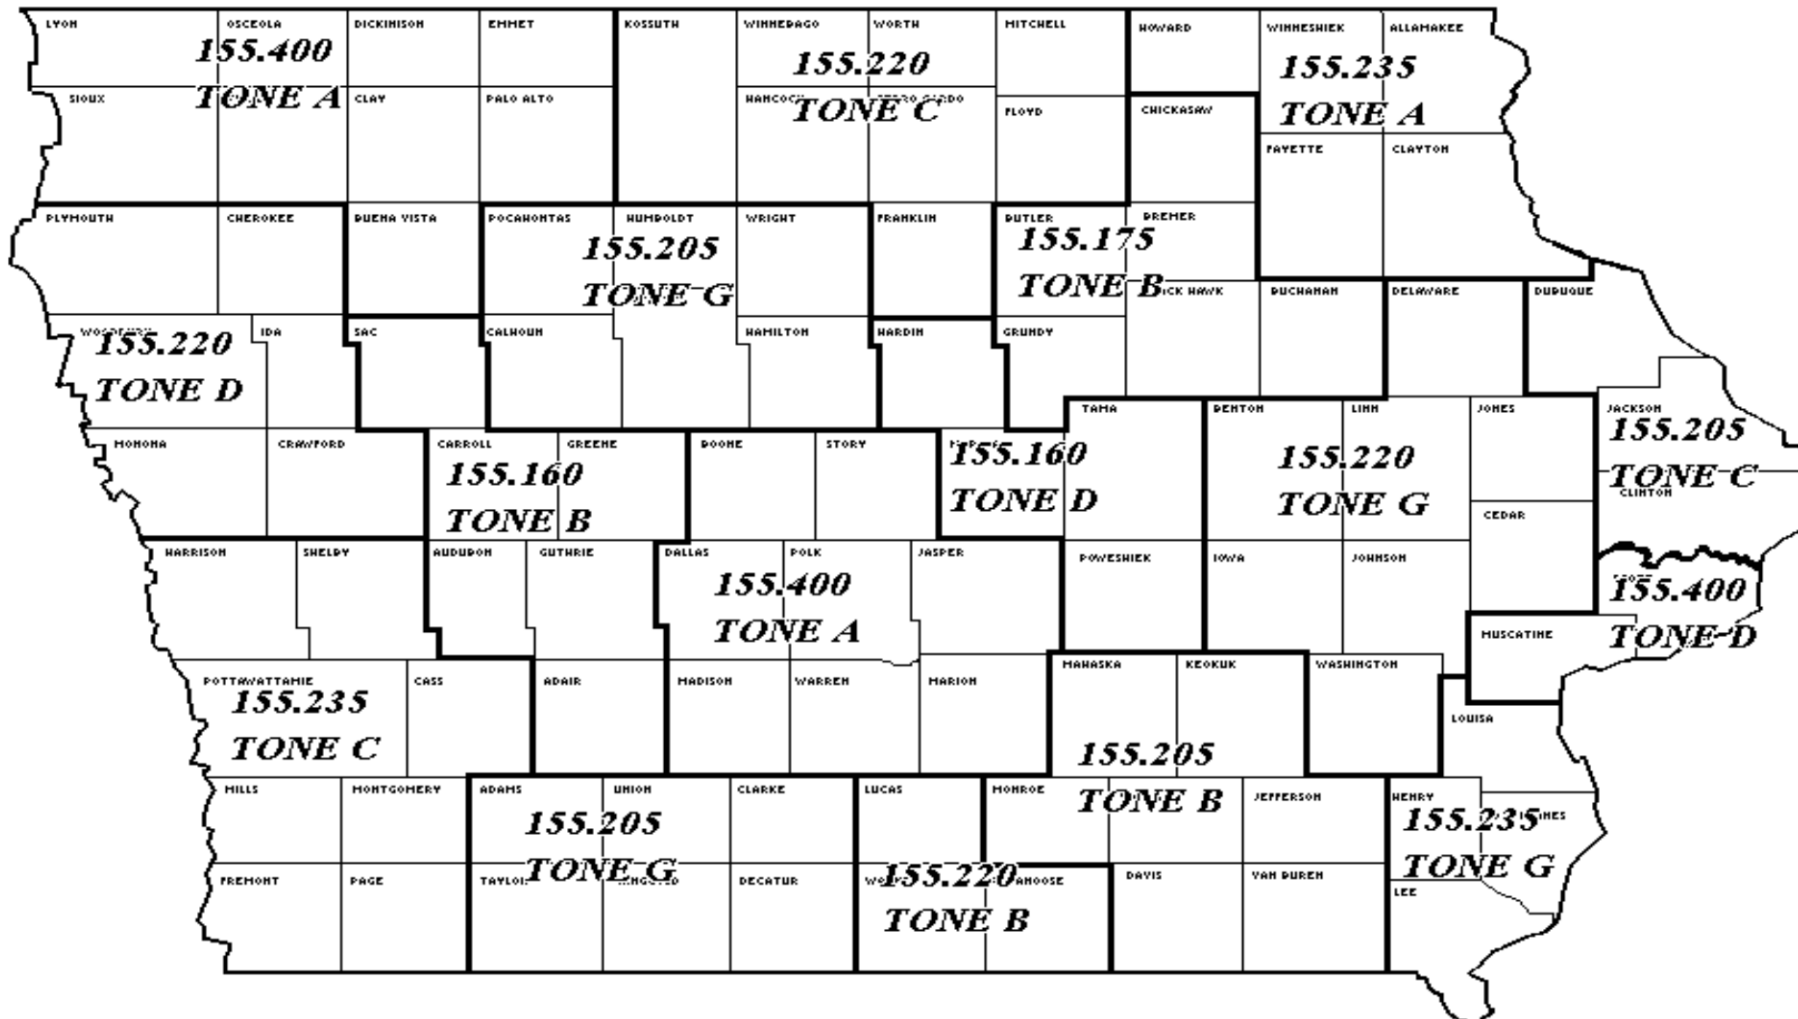 LYON OSCEOLA DICKINISON EMMET KOSSUTH WINNEBAGO WORTH MITCHELL HOWARD WINNESHIEK ALLAMAKEE
155.400 155.220 155.235
TONE A TONE C TONE A
SIOUX CLAY PALO ALTO FLOYD CHICKASAW
FAYETTE CLAYTON
PLYMOUTH CHEROKEE BUENA VISTA POCAHONTAS HUMBOLDT WRIGHT FRANKLIN BUTLER BREMER
155.205 155.175
TONE G TONE B
BUCHANAN DELAWARE DUBUQUE
IDA SAC CALHOUN HAMILTON HARDIN GRUNDY
155.220
TONE D
TAMA BENTON LINN JONES JACKSON
MONONA CRAWFORD CARROLL GREENE BOONE STORY
155.160 155.160 155.220 155.205
TONE B TONE D TONE G TONE C
CLINTON
CEDAR
HARRISON SHELBY AUDUBON GUTHRIE DALLAS POLK JASPER POWESHIEK IOWA JOHNSON
155.400 155.400
TONE A TONE D
MUSCATINE
POTTAWATTAMIE CASS ADAIR MADISON WARREN MARION MAHASKA KEOKUK WASHINGTON
155.235
TONE C
LOUISA
155.205
TONE B
MILLS MONTGOMERY ADAMS UNION CLARKE LUCAS MONROE JEFFERSON HENRY
155.205 155.235
TONE G TONE G
FREMONT PAGE DECATUR DAVIS VAN BUREN LEE
155.220
TONE B